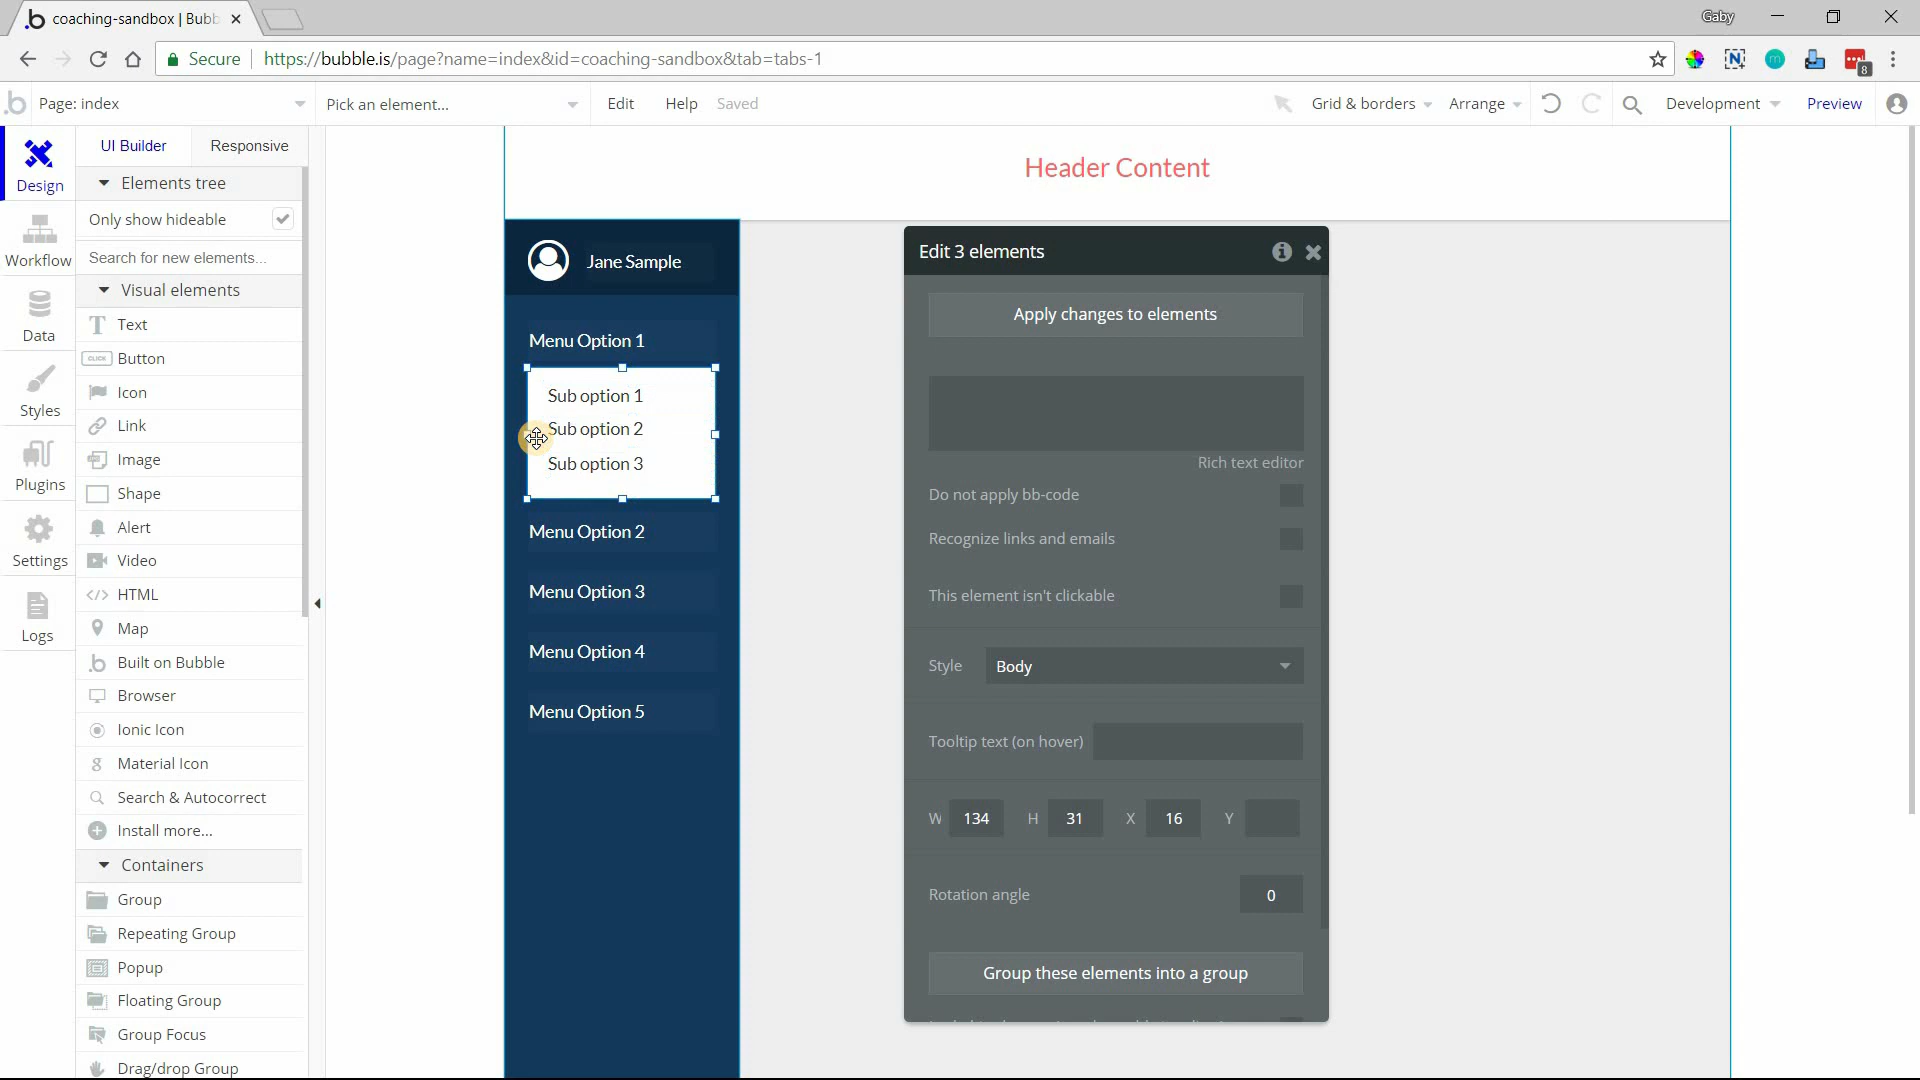 coaching-sandbox | Bubb
Gaby
Secure
https://bubble.is/page?name=index&id=coaching-sandbox&tab=tabs-1
8
Page: index
Pick an element...
Edit
Help
Saved
Grid & borders
Arrange
Development
Preview
Design
Workflow
Data
Styles
Plugins
Settings
Logs
UI Builder
Responsive
Elements tree
Only show hideable
Search for new elements...
Visual elements
Text
CLICK Button
Icon
Link
Image
Shape
Alert
Video
HTML
Map
Built on Bubble
Browser
Ionic Icon
Material Icon
Search & Autocorrect
Install more...
Containers
Group
Repeating Group
Popup
Floating Group
Group Focus
Drag/drop Group
Header Content
Jane Sample
Menu Option 1
Sub option 1
Sub option 2
Sub option 3
Menu Option 2
Menu Option 3
Menu Option 4
Menu Option 5
Edit 3 elements
Apply changes to elements
Rich text editor
Do not apply bb-code
Recognize links and emails
This element isn't clickable
Style
Body
Tooltip text (on hover)
W 134 H 31 X 16 Y
Rotation angle 0
Group these elements into a group